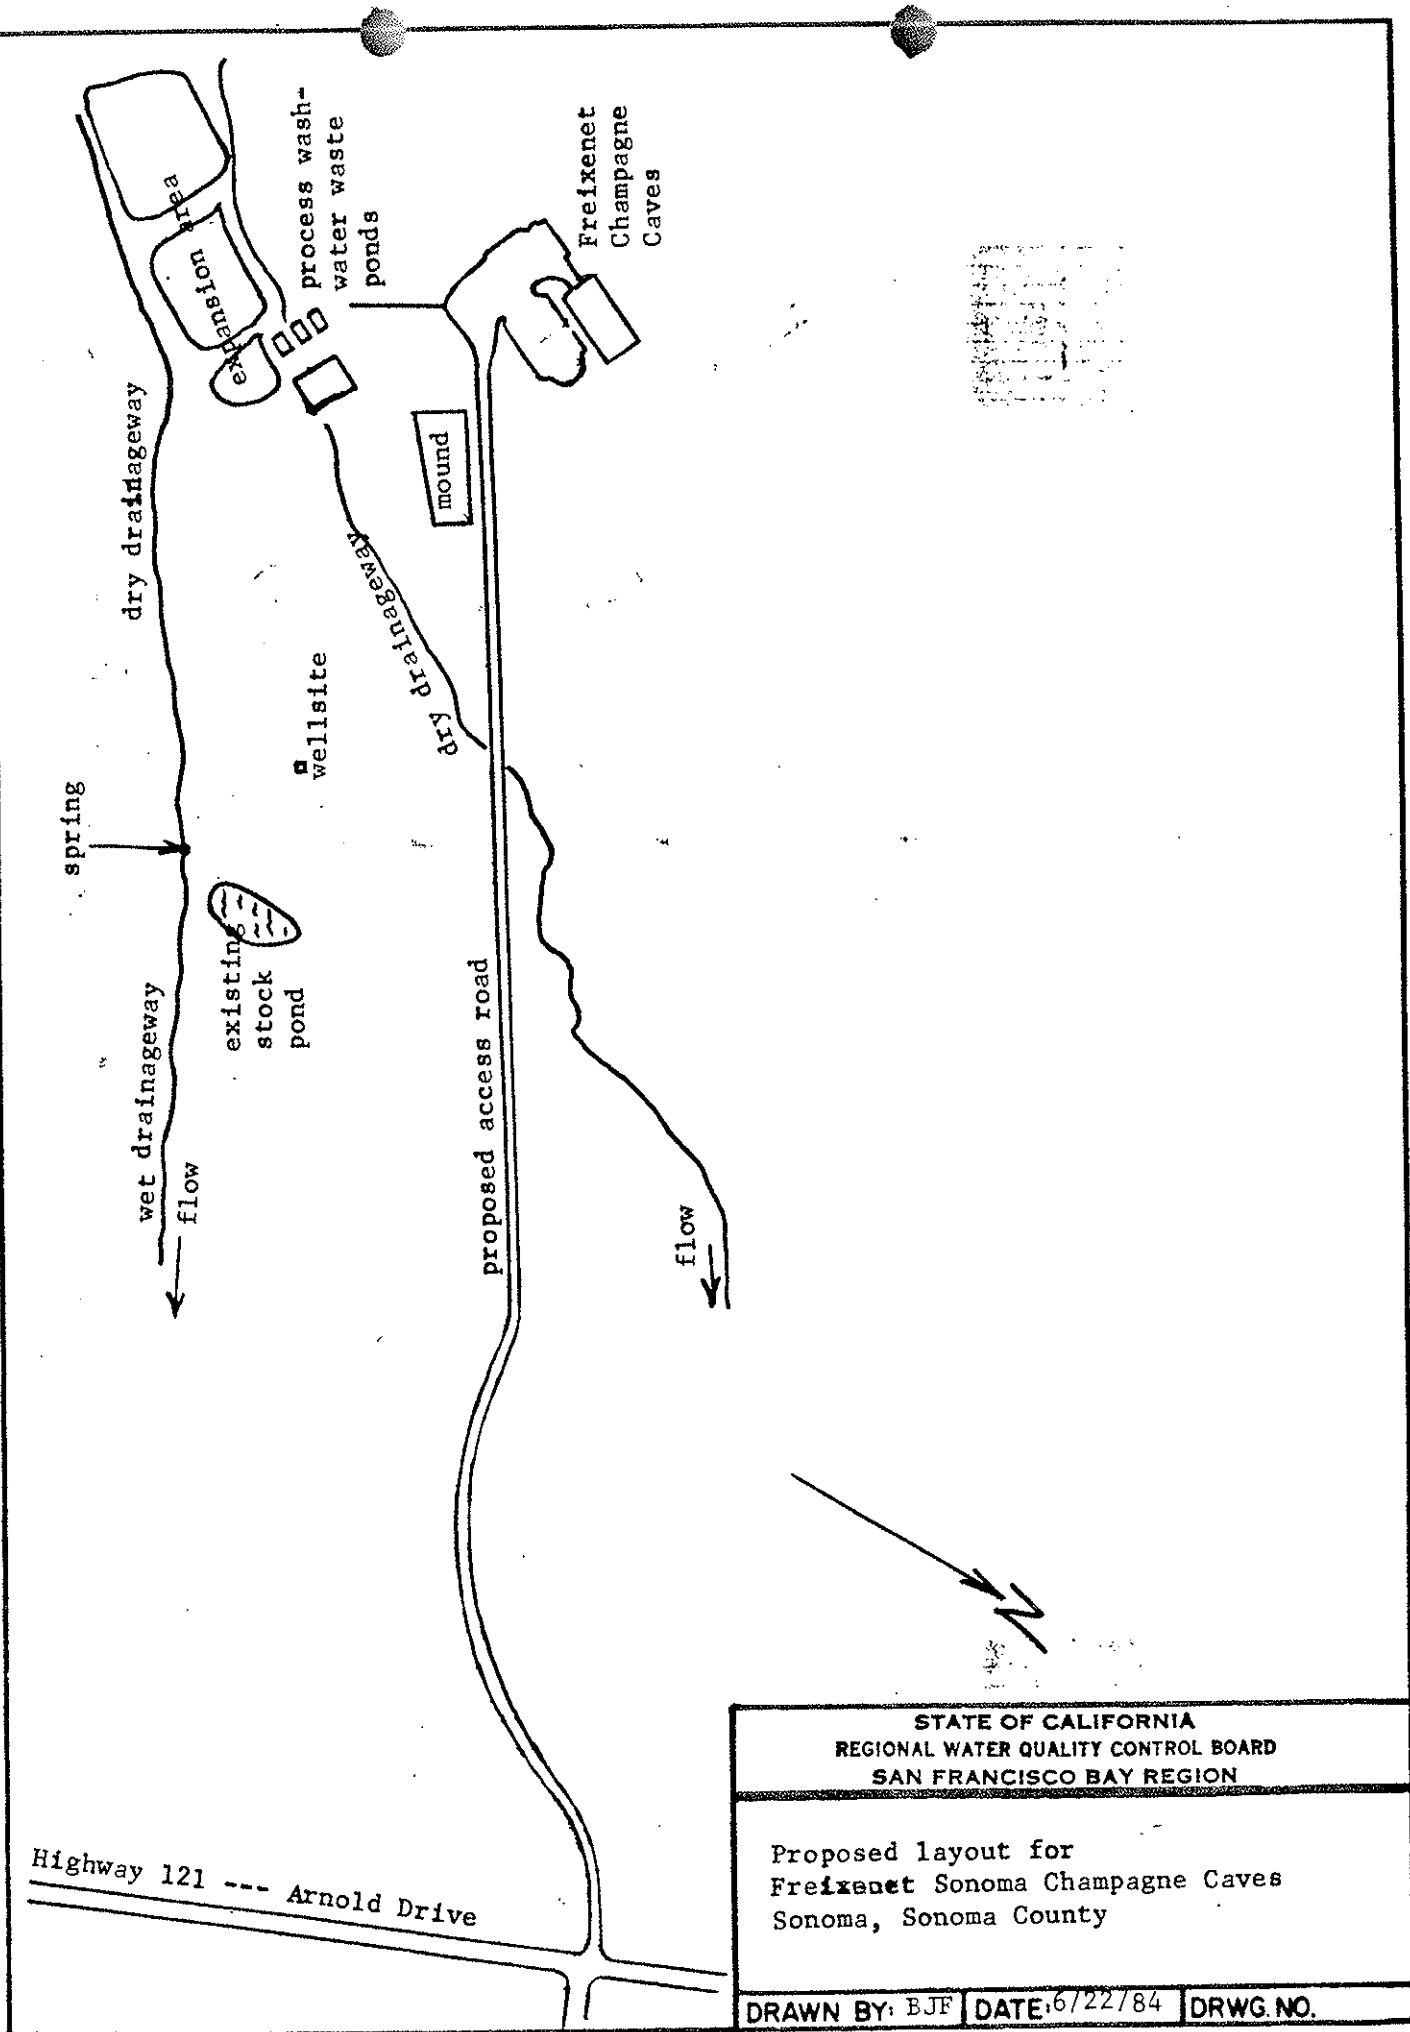 process wash-
water waste
ponds
Freixenet
Champagne
Caves
expansion area
dry drainageway
mound
dry drainageway
wellsite
spring
existing
stock
pond
wet drainageway
flow
proposed access road
flow
N
Highway 121 --- Arnold Drive
STATE OF CALIFORNIA
REGIONAL WATER QUALITY CONTROL BOARD
SAN FRANCISCO BAY REGION
Proposed layout for
Freixenet Sonoma Champagne Caves
Sonoma, Sonoma County
DRAWN BY: BJF DATE: 6/22/84 DRWG. NO.